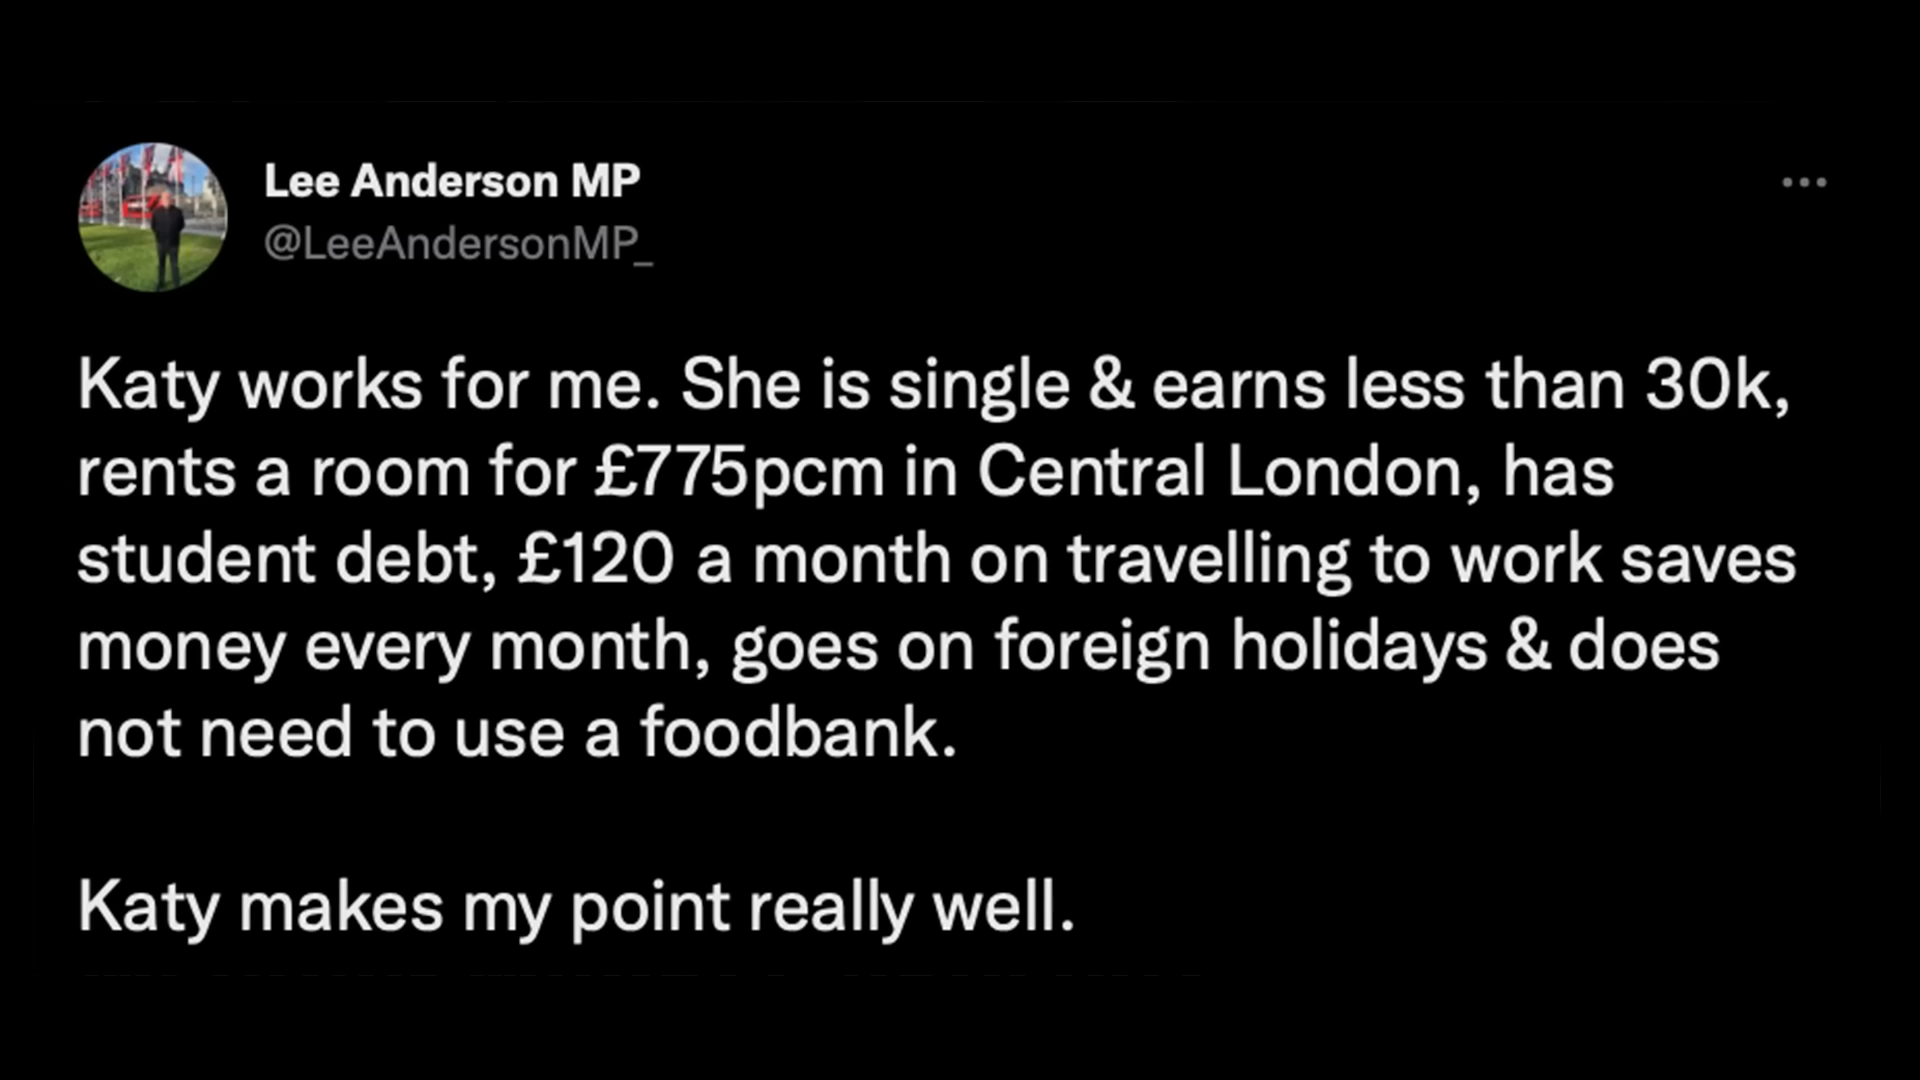 Lee Anderson MP
@LeeAndersonMP_
Katy works for me. She is single & earns less than 30k,
rents a room for £775pcm in Central London, has
student debt, £120 a month on travelling to work saves
money every month, goes on foreign holidays & does
not need to use a foodbank.
Katy makes my point really well.